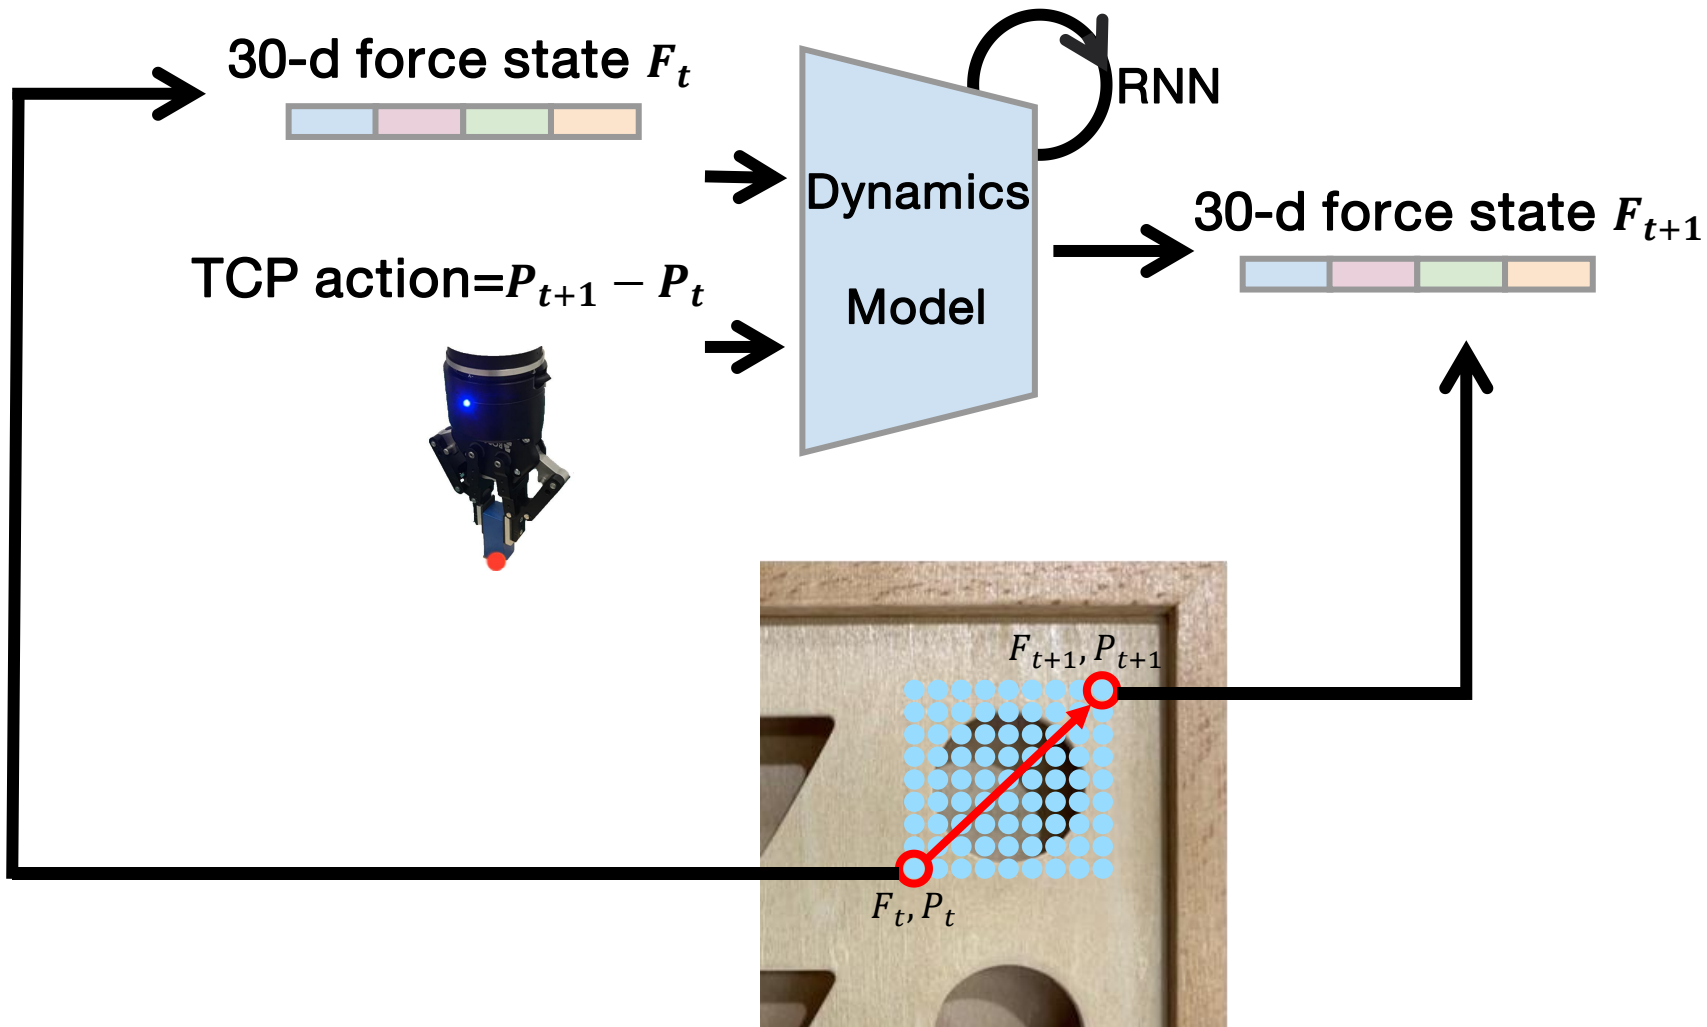 30-d force state F_t
RNN
Dynamics
Model
30-d force state F_{t+1}
TCP action=P_{t+1} − P_t
F_{t+1}, P_{t+1}
F_t, P_t